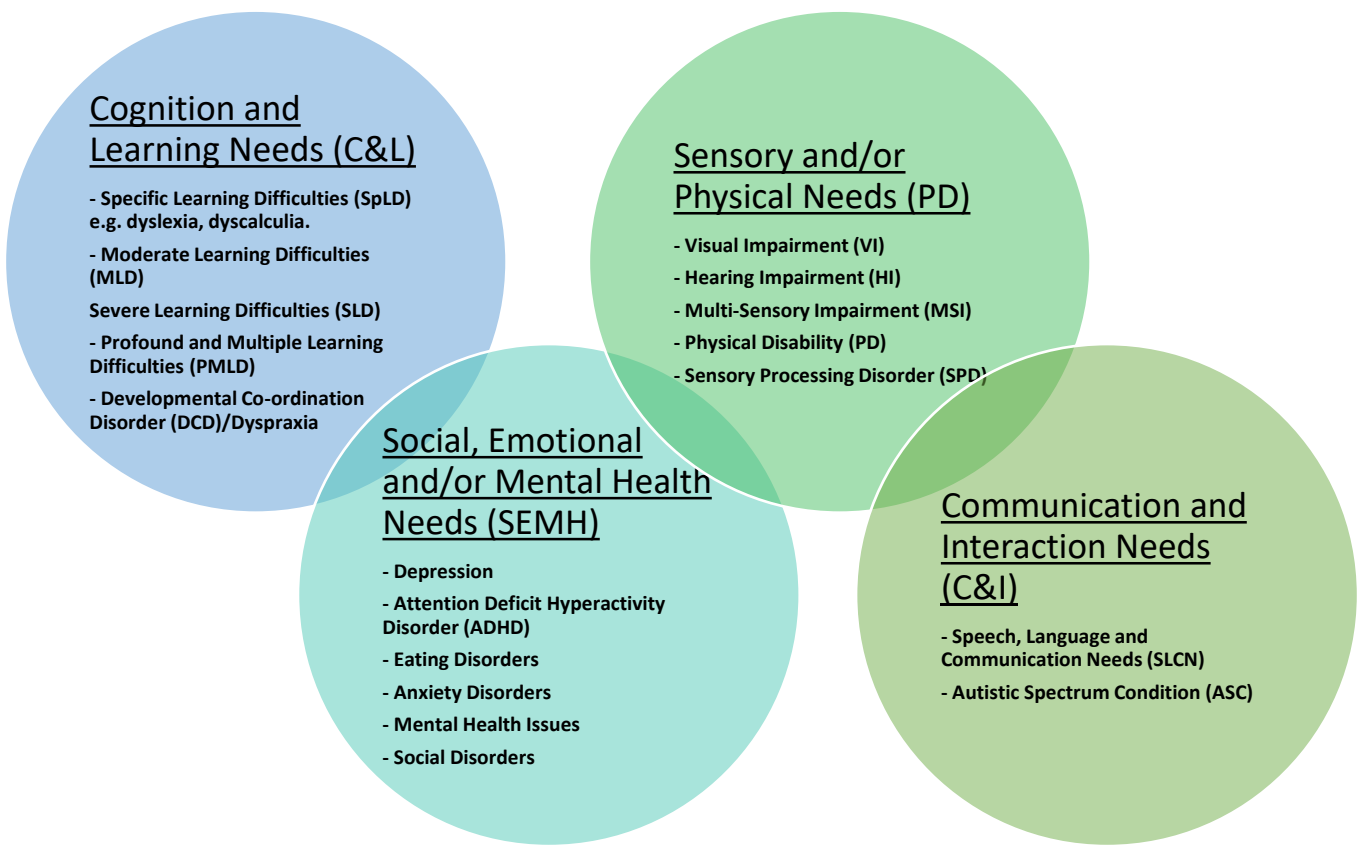 Cognition and
Learning Needs (C&L)
- Specific Learning Difficulties (SpLD)
e.g. dyslexia, dyscalculia.
- Moderate Learning Difficulties
(MLD)
Severe Learning Difficulties (SLD)
- Profound and Multiple Learning
Difficulties (PMLD)
- Developmental Co-ordination
Disorder (DCD)/Dyspraxia
Social, Emotional
and/or Mental Health
Needs (SEMH)
- Depression
- Attention Deficit Hyperactivity
Disorder (ADHD)
- Eating Disorders
- Anxiety Disorders
- Mental Health Issues
- Social Disorders
Sensory and/or
Physical Needs (PD)
- Visual Impairment (VI)
- Hearing Impairment (HI)
- Multi-Sensory Impairment (MSI)
- Physical Disability (PD)
- Sensory Processing Disorder (SPD)
Communication and
Interaction Needs
(C&I)
- Speech, Language and
Communication Needs (SLCN)
- Autistic Spectrum Condition (ASC)